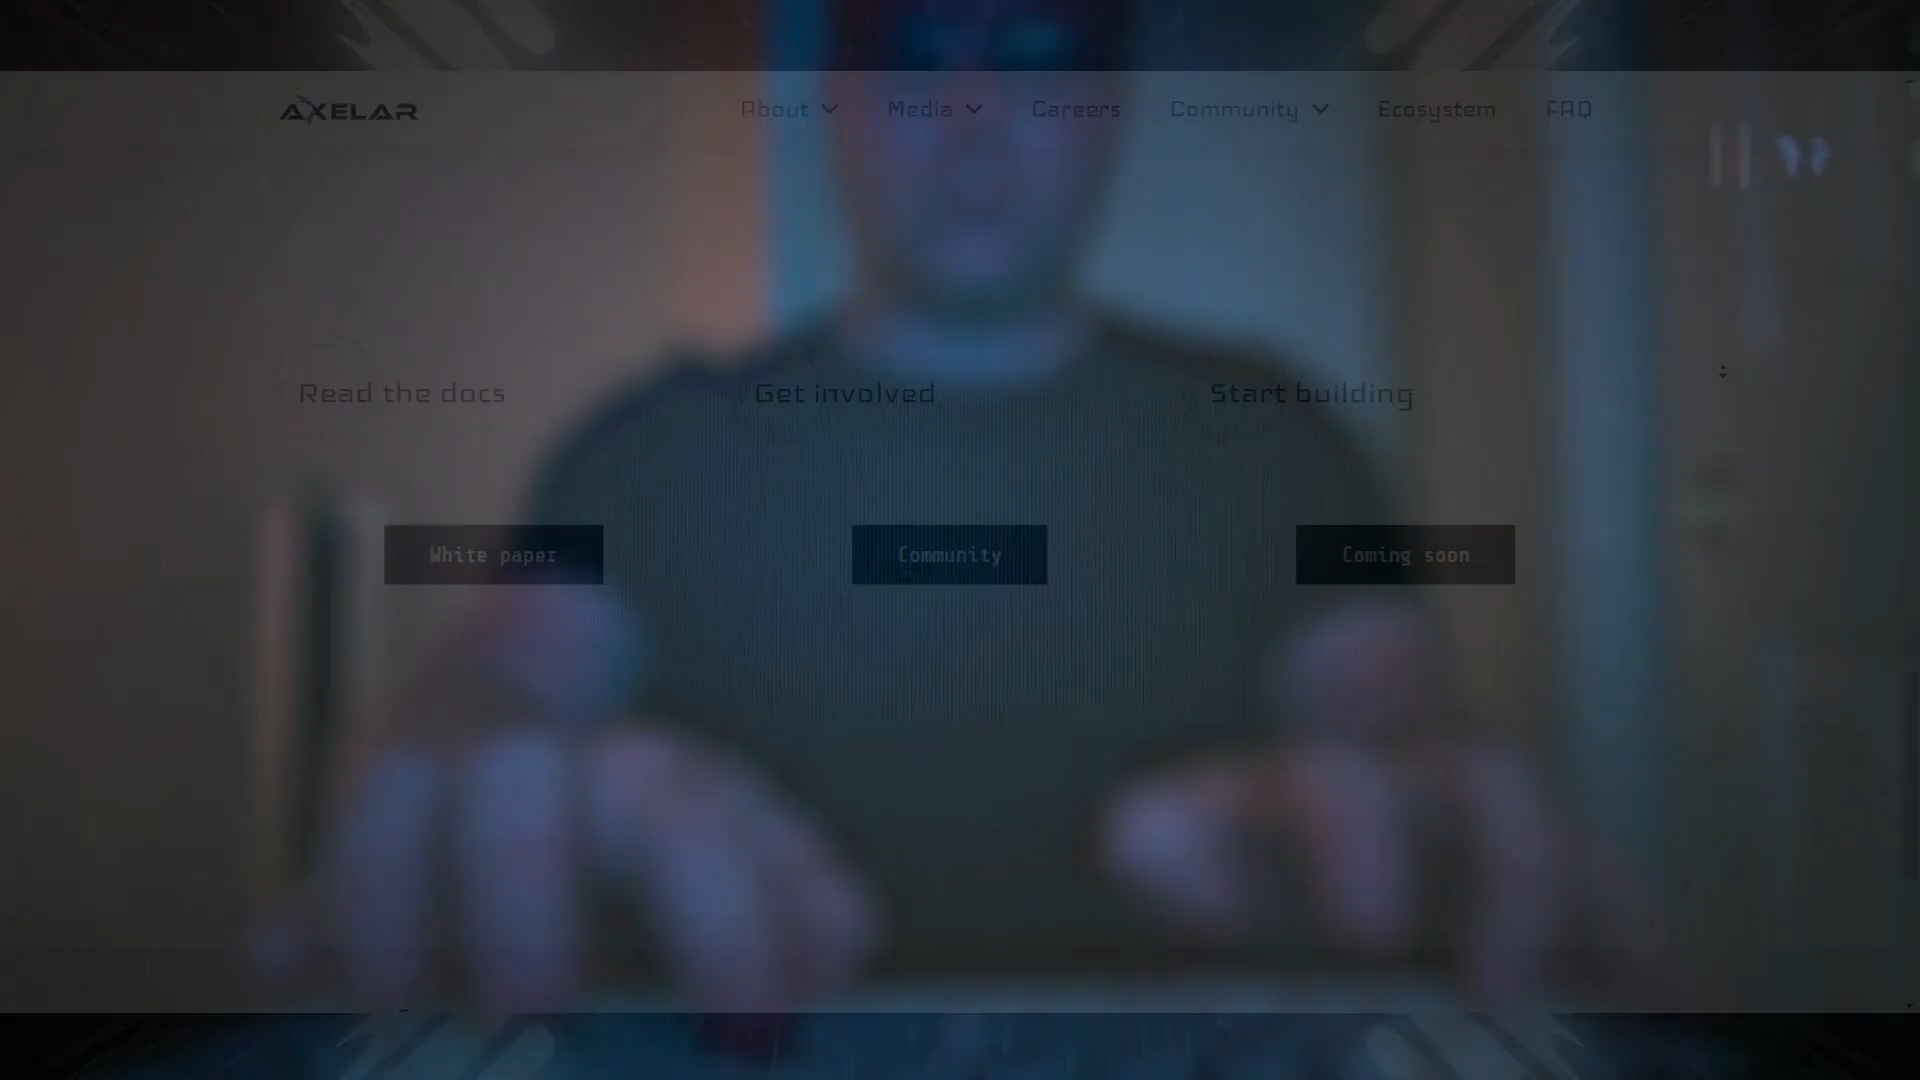 AXELAR
About
Media
Careers
Community
Ecosystem
FAQ
Read the docs
Get involved
Start building
White paper
Community
Coming soon